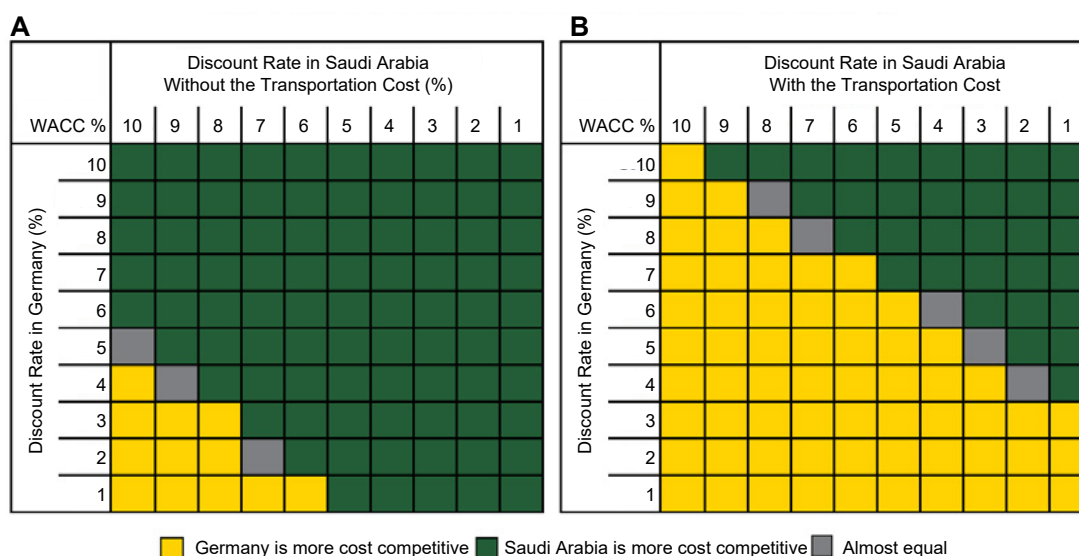 A
Discount Rate in Saudi Arabia
Without the Transportation Cost (%)
WACC % 10 9 8 7 6 5 4 3 2 1
Discount Rate in Germany (%)
10
9
8
7
6
5
4
3
2
1
B
Discount Rate in Saudi Arabia
With the Transportation Cost
WACC % 10 9 8 7 6 5 4 3 2 1
Discount Rate in Germany (%)
10
9
8
7
6
5
4
3
2
1
Germany is more cost competitive Saudi Arabia is more cost competitive Almost equal